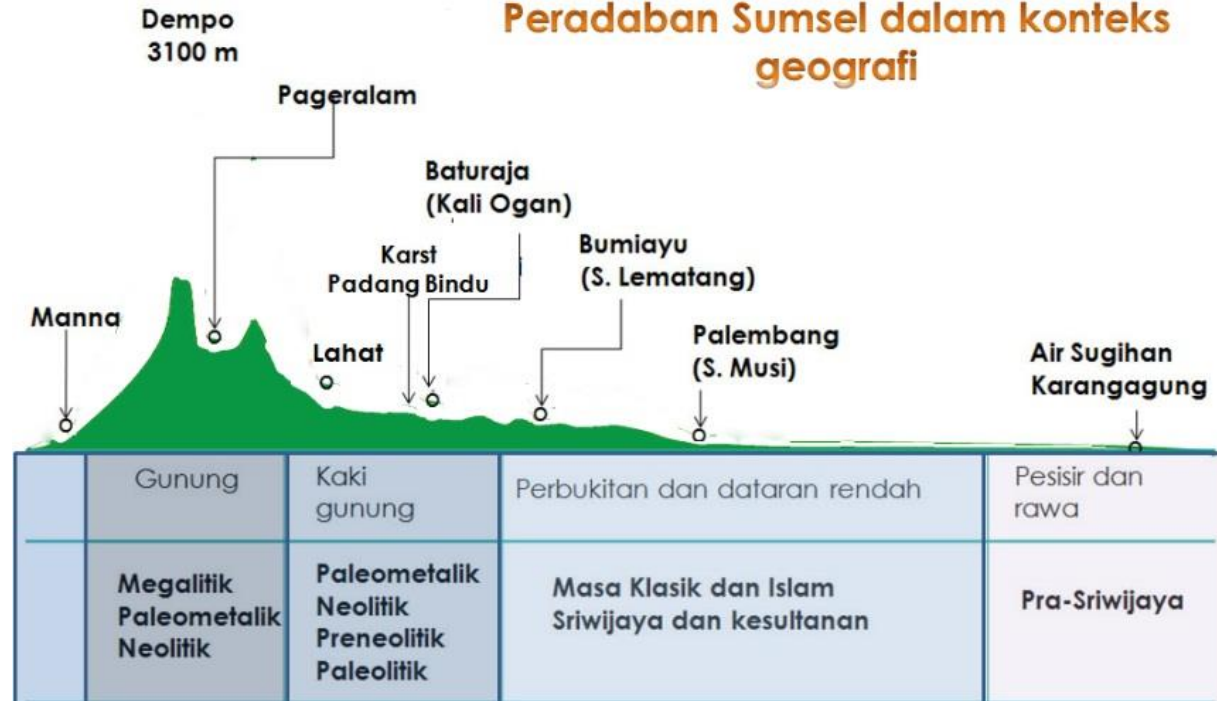 Peradaban Sumsel dalam konteks
geografi
Dempo
3100 m
Pageralam
Baturaja
(Kali Ogan)
Karst
Padang Bindu
Bumiayu
(S. Lematang)
Manna
Lahat
Palembang
(S. Musi)
Air Sugihan
Karangagung
Gunung
Kaki
gunung
Perbukitan dan dataran rendah
Pesisir dan
rawa
Megalitik
Paleometalik
Neolitik
Paleometalik
Neolitik
Preneolitik
Paleolitik
Masa Klasik dan Islam
Sriwijaya dan kesultanan
Pra-Sriwijaya